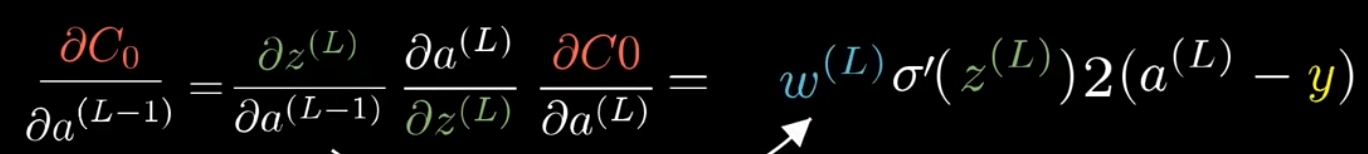 ∂C₀/∂a^(L−1) = ∂z^(L)/∂a^(L−1) ∂a^(L)/∂z^(L) ∂C0/∂a^(L) = w^(L) σ′(z^(L)) 2(a^(L) − y)